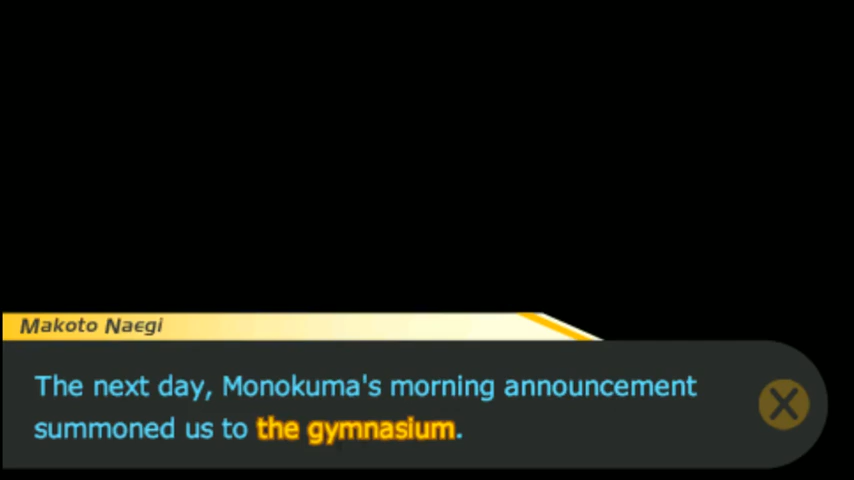 Makoto Naegi
The next day, Monokuma's morning announcement
summoned us to the gymnasium.